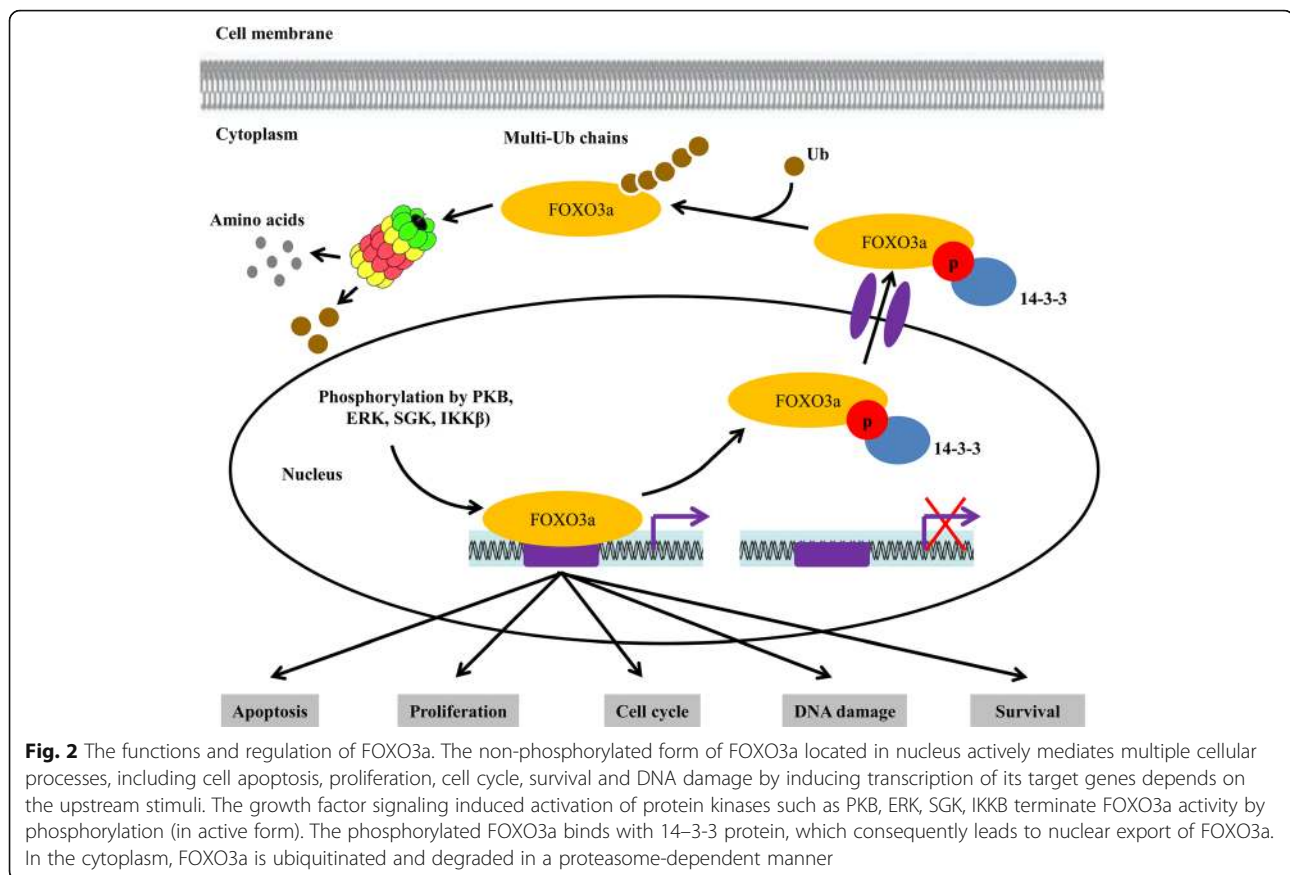 Cell membrane
Cytoplasm
Multi-Ub chains
Ub
FOXO3a
Amino acids
FOXO3a
p
14-3-3
Phosphorylation by PKB,
ERK, SGK, IKKβ)
FOXO3a
p
14-3-3
Nucleus
FOXO3a
Apoptosis
Proliferation
Cell cycle
DNA damage
Survival
Fig. 2 The functions and regulation of FOXO3a. The non-phosphorylated form of FOXO3a located in nucleus actively mediates multiple cellular
processes, including cell apoptosis, proliferation, cell cycle, survival and DNA damage by inducing transcription of its target genes depends on
the upstream stimuli. The growth factor signaling induced activation of protein kinases such as PKB, ERK, SGK, IKKB terminate FOXO3a activity by
phosphorylation (in active form). The phosphorylated FOXO3a binds with 14–3-3 protein, which consequently leads to nuclear export of FOXO3a.
In the cytoplasm, FOXO3a is ubiquitinated and degraded in a proteasome-dependent manner